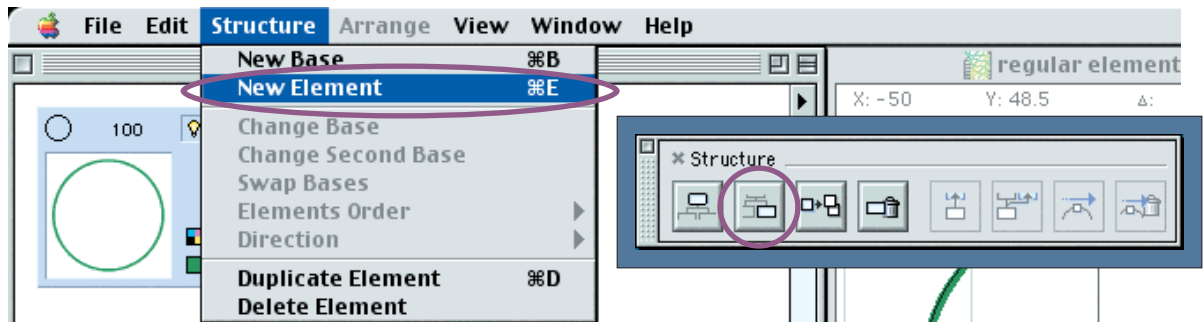 File Edit Structure Arrange View Window Help
New Base ⌘B
New Element ⌘E
Change Base
Change Second Base
Swap Bases
Elements Order
Direction
Duplicate Element ⌘D
Delete Element
100
regular element
X: -50 Y: 48.5 Δ:
Structure